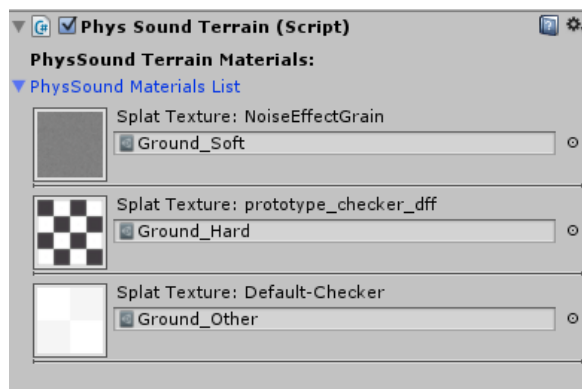 Phys Sound Terrain (Script)
PhysSound Terrain Materials:
PhysSound Materials List
Splat Texture: NoiseEffectGrain
Ground_Soft
Splat Texture: prototype_checker_dff
Ground_Hard
Splat Texture: Default-Checker
Ground_Other